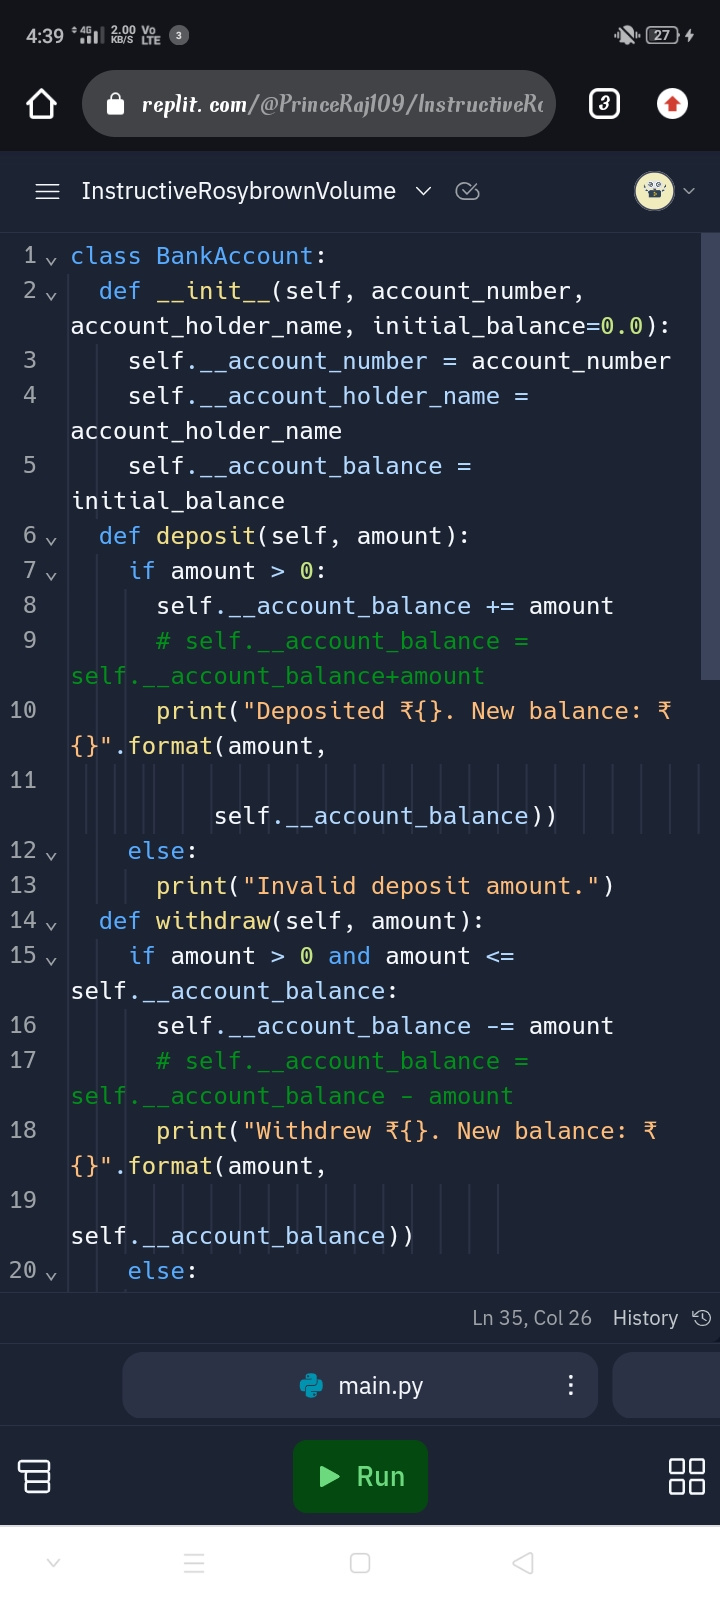 4:39 4G 2.00 KB/S Vo LTE 3 27
replit. com/@PrinceRaj109/InstructiveR 3
InstructiveRosybrownVolume
1 class BankAccount:
2 def __init__(self, account_number,
account_holder_name, initial_balance=0.0):
3 self.__account_number = account_number
4 self.__account_holder_name =
account_holder_name
5 self.__account_balance =
initial_balance
6 def deposit(self, amount):
7 if amount > 0:
8 self.__account_balance += amount
9 # self.__account_balance =
self.__account_balance+amount
10 print("Deposited ₹{}. New balance: ₹
{}".format(amount,
11
self.__account_balance))
12 else:
13 print("Invalid deposit amount.")
14 def withdraw(self, amount):
15 if amount > 0 and amount <=
self.__account_balance:
16 self.__account_balance -= amount
17 # self.__account_balance =
self.__account_balance - amount
18 print("Withdrew ₹{}. New balance: ₹
{}".format(amount,
19
self.__account_balance))
20 else:
Ln 35, Col 26 History
main.py
Run